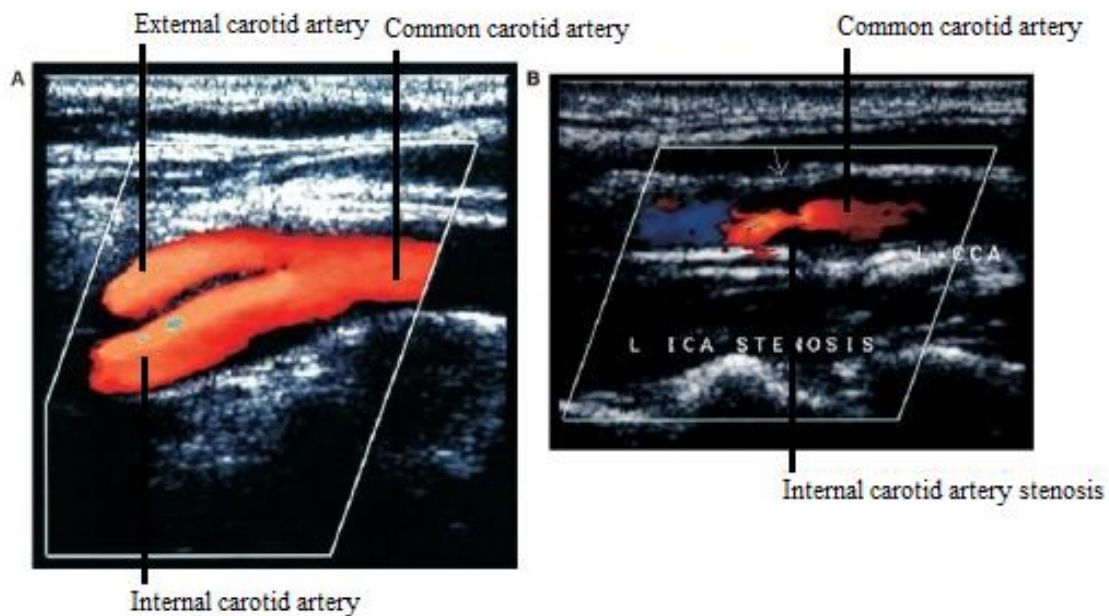 External carotid artery
Common carotid artery
Common carotid artery
A
B
L CCA
L ICA STENOSIS
Internal carotid artery stenosis
Internal carotid artery